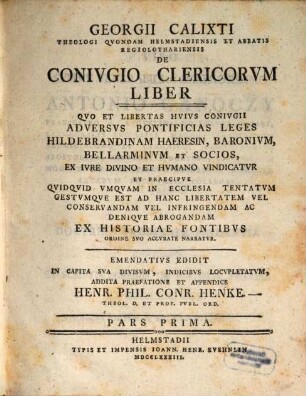 GEORGII CALIXTI
THEOLOGI QVONDAM HELMSTADIENSIS ET ABBATIS
REGIOLOTHARIENSIS
DE
CONIVGIO CLERICORVM
LIBER
QVO ET LIBERTAS HVIVS CONIVGII
ADVERSVS PONTIFICIAS LEGES
HILDEBRANDINAM HAERESIN, BARONIVM,
BELLARMINVM ET SOCIOS,
EX IVRE DIVINO ET HVMANO VINDICATVR
ET PRAECIPVE
QVIDQVID VMQVAM IN ECCLESIA TENTATVM
GESTVMQVE EST AD HANC LIBERTATEM VEL
CONSERVANDAM VEL INFRINGENDAM AC
DENIQVE ABROGANDAM
EX HISTORIAE FONTIBVS
ORDINE SVO ACCVRATE NARRATVR.
EMENDATIVS EDIDIT
IN CAPITA SVA DIVISVM, INDICIBVS LOCVPLETATVM,
ADDITA PRAEFATIONE ET APPENDICE
HENR. PHIL. CONR. HENKE.
THEOL. D. ET PROF. PVBL. ORD.
PARS PRIMA.
HELMSTADII
TYPIS ET IMPENSIS IOANN. HENR. KVEHNLIN.
MDCCLXXXIII.